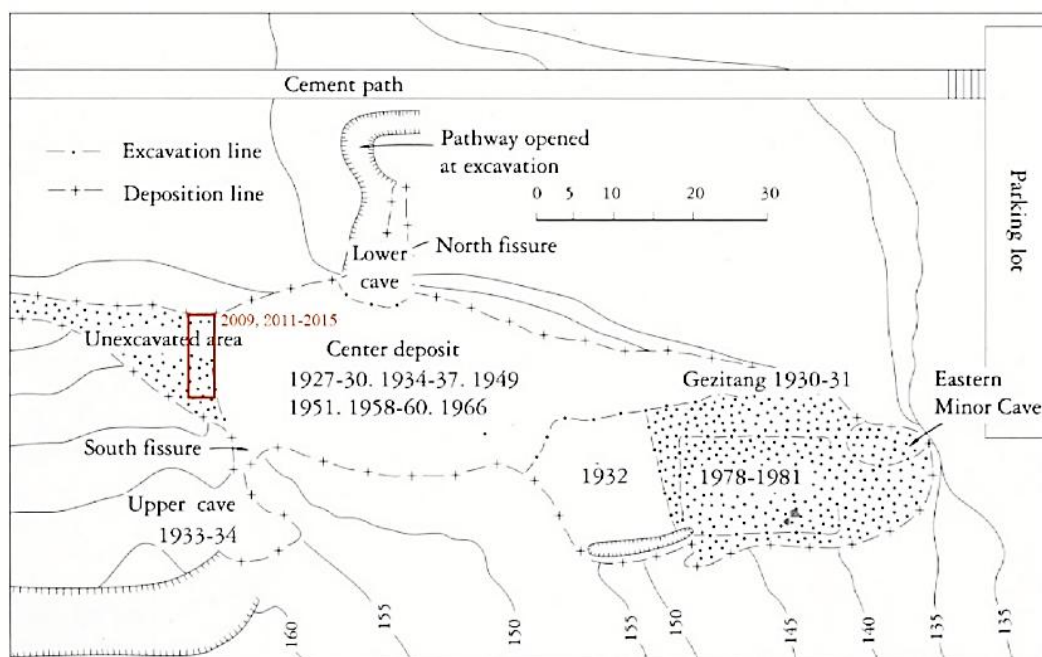 Cement path
Excavation line
Deposition line
Pathway opened
at excavation
0 5 10 20 30
Parking lot
North fissure
Lower
cave
2009, 2011-2015
Unexcavated area
Center deposit
1927-30. 1934-37. 1949
1951. 1958-60. 1966
Gezitang 1930-31
Eastern
Minor Cave
South fissure
1932
1978-1981
Upper cave
1933-34
160
155
150
155
150
145
140
135
135